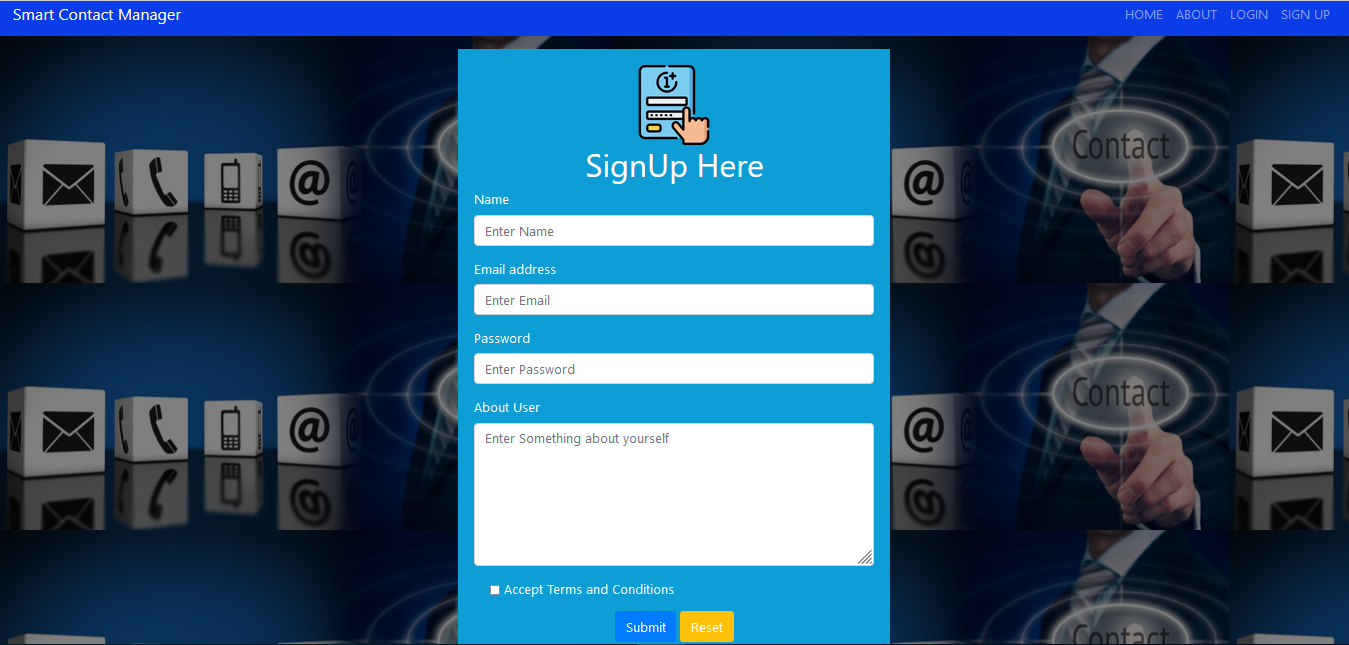 Smart Contact Manager
HOME ABOUT LOGIN SIGN UP
SignUp Here
Name
Enter Name
Email address
Enter Email
Password
Enter Password
About User
Enter Something about yourself
Accept Terms and Conditions
Submit Reset
@
@
Contact
@
@
Contact
Contact